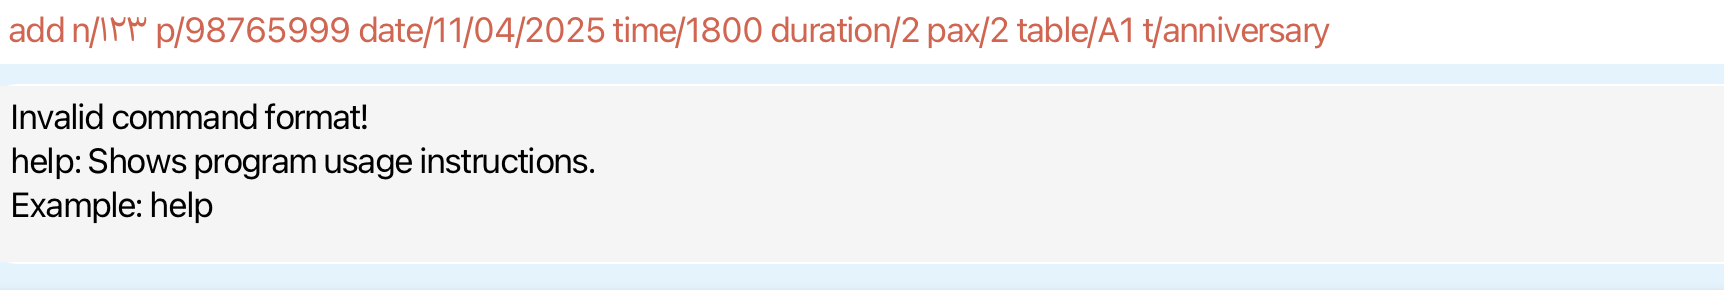 add n/١٢٣ p/98765999 date/11/04/2025 time/1800 duration/2 pax/2 table/A1 t/anniversary
Invalid command format!
help: Shows program usage instructions.
Example: help